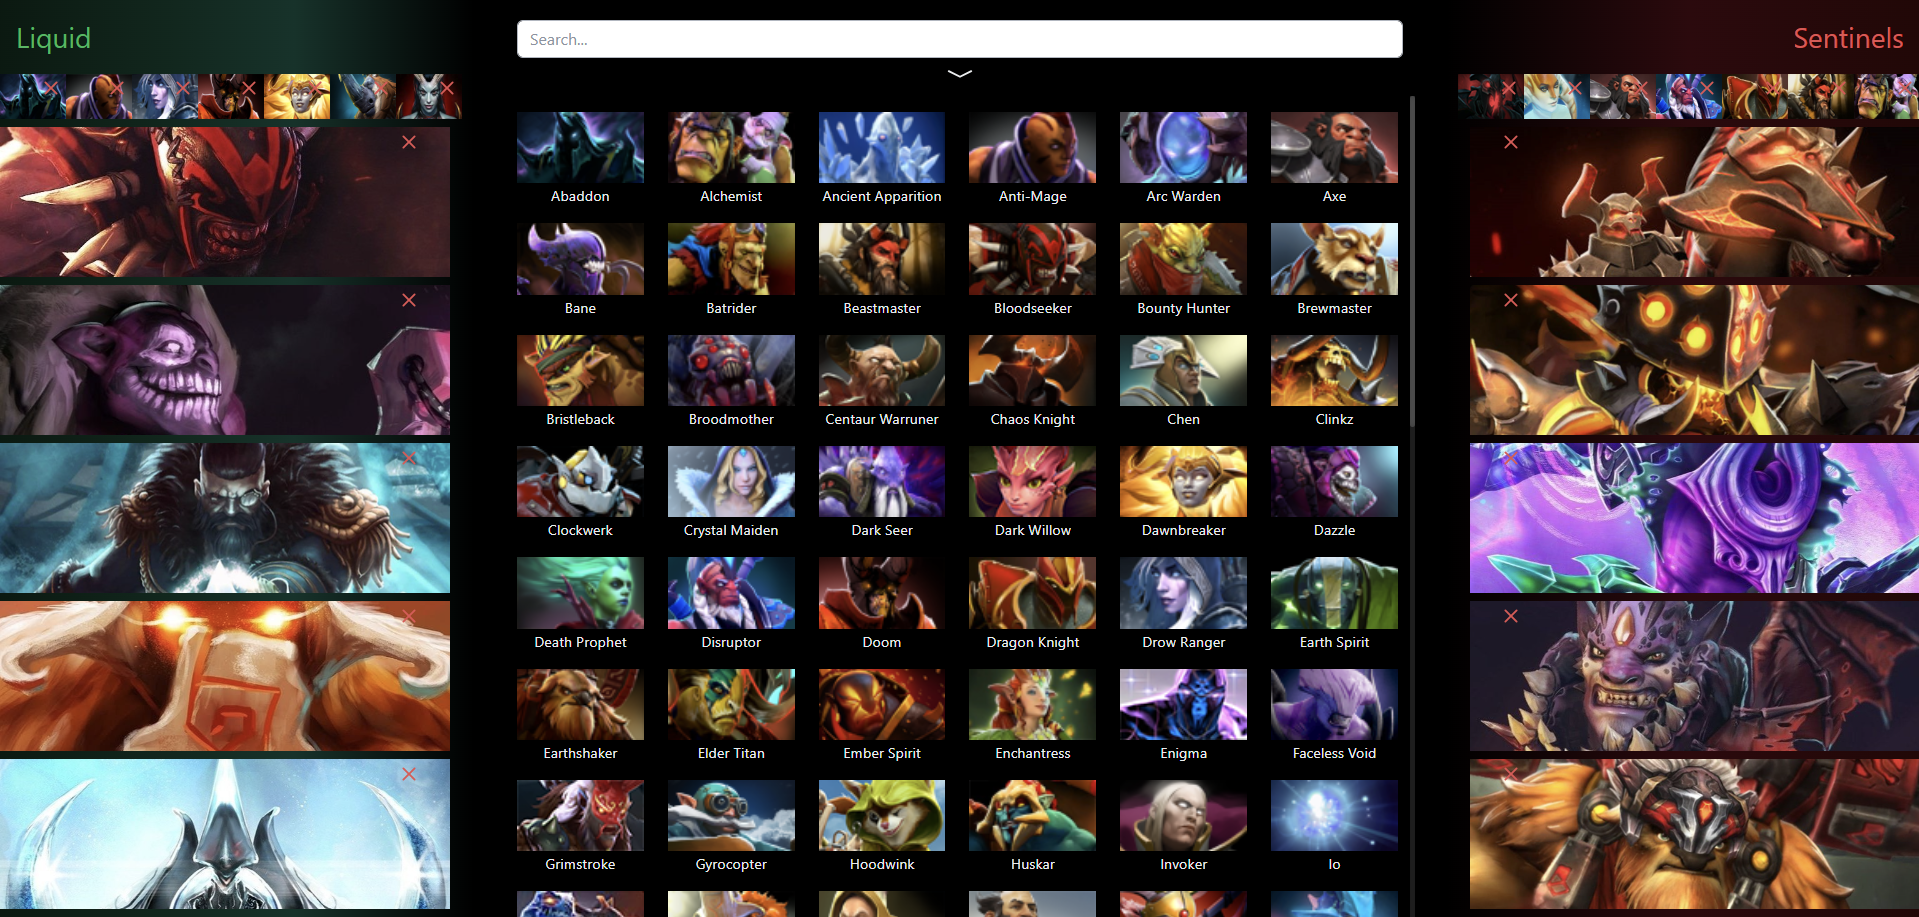 Liquid
Search...
Sentinels
Abaddon
Alchemist
Ancient Apparition
Anti-Mage
Arc Warden
Axe
Bane
Batrider
Beastmaster
Bloodseeker
Bounty Hunter
Brewmaster
Bristleback
Broodmother
Centaur Warruner
Chaos Knight
Chen
Clinkz
Clockwerk
Crystal Maiden
Dark Seer
Dark Willow
Dawnbreaker
Dazzle
Death Prophet
Disruptor
Doom
Dragon Knight
Drow Ranger
Earth Spirit
Earthshaker
Elder Titan
Ember Spirit
Enchantress
Enigma
Faceless Void
Grimstroke
Gyrocopter
Hoodwink
Huskar
Invoker
Io